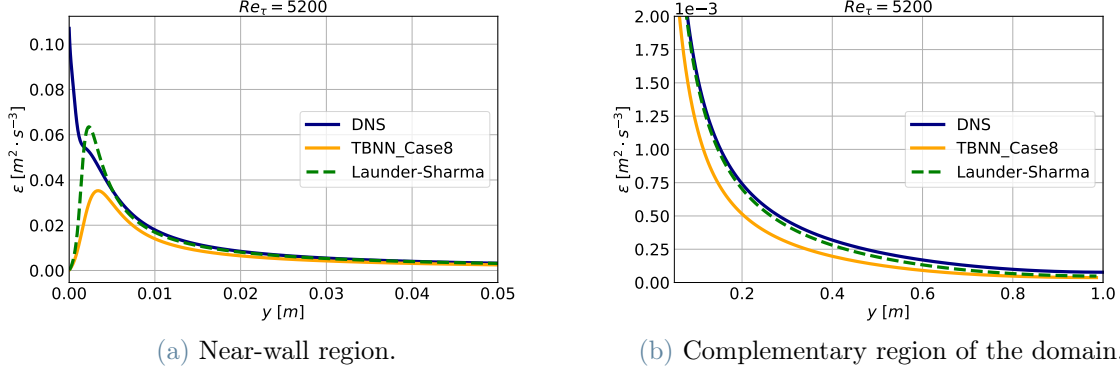 Re_τ = 5200
0.10
0.08
0.06
0.04
0.02
0.00
ε [m² · s⁻³]
DNS
TBNN_Case8
Launder-Sharma
0.00 0.01 0.02 0.03 0.04 0.05
y [m]
(a) Near-wall region.
1e−3
Re_τ = 5200
2.00
1.75
1.50
1.25
1.00
0.75
0.50
0.25
0.00
ε [m² · s⁻³]
DNS
TBNN_Case8
Launder-Sharma
0.2 0.4 0.6 0.8 1.0
y [m]
(b) Complementary region of the domain.